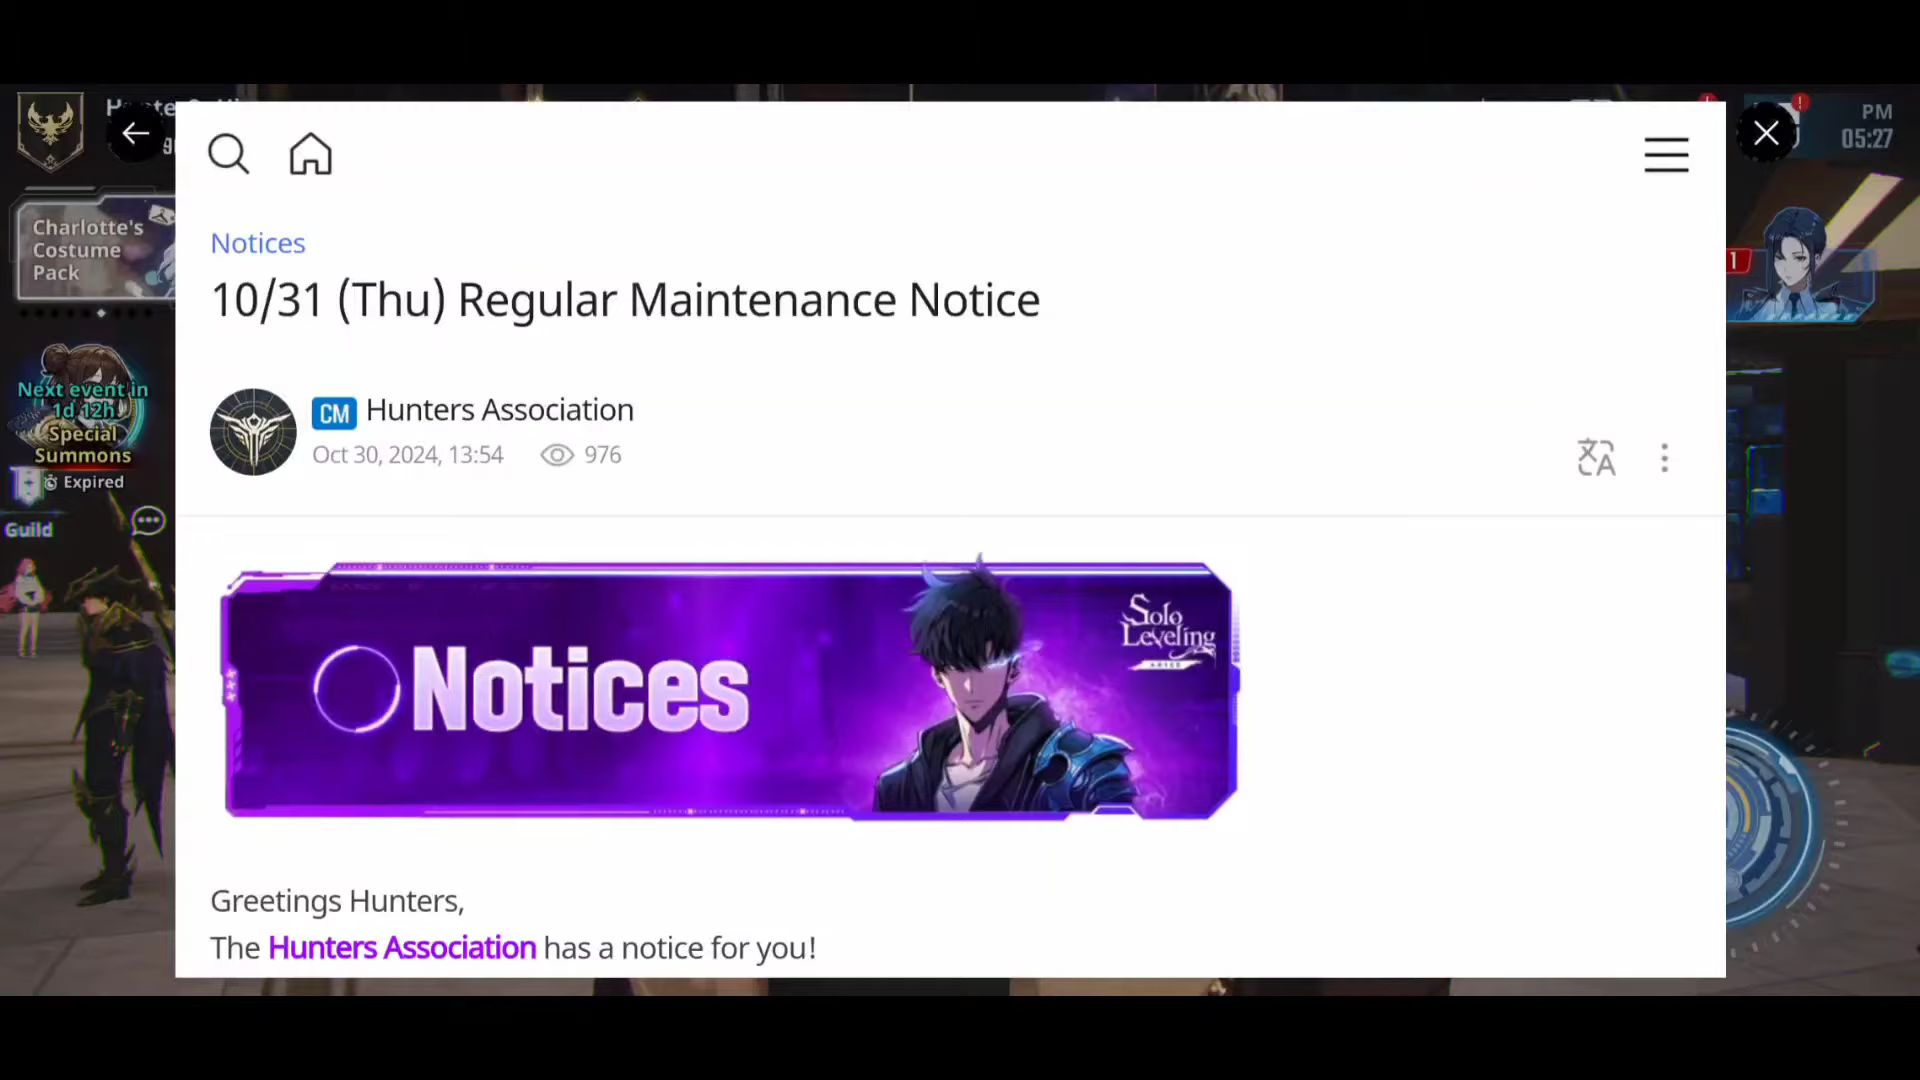 PM
05:27
Charlotte's
Costume
Pack
Next event in
1d 12h
Special
Summons
Expired
Guild
1
Notices
10/31 (Thu) Regular Maintenance Notice
CM Hunters Association
Oct 30, 2024, 13:54 976
Notices
Solo
Leveling
ARISE
Greetings Hunters,
The Hunters Association has a notice for you!